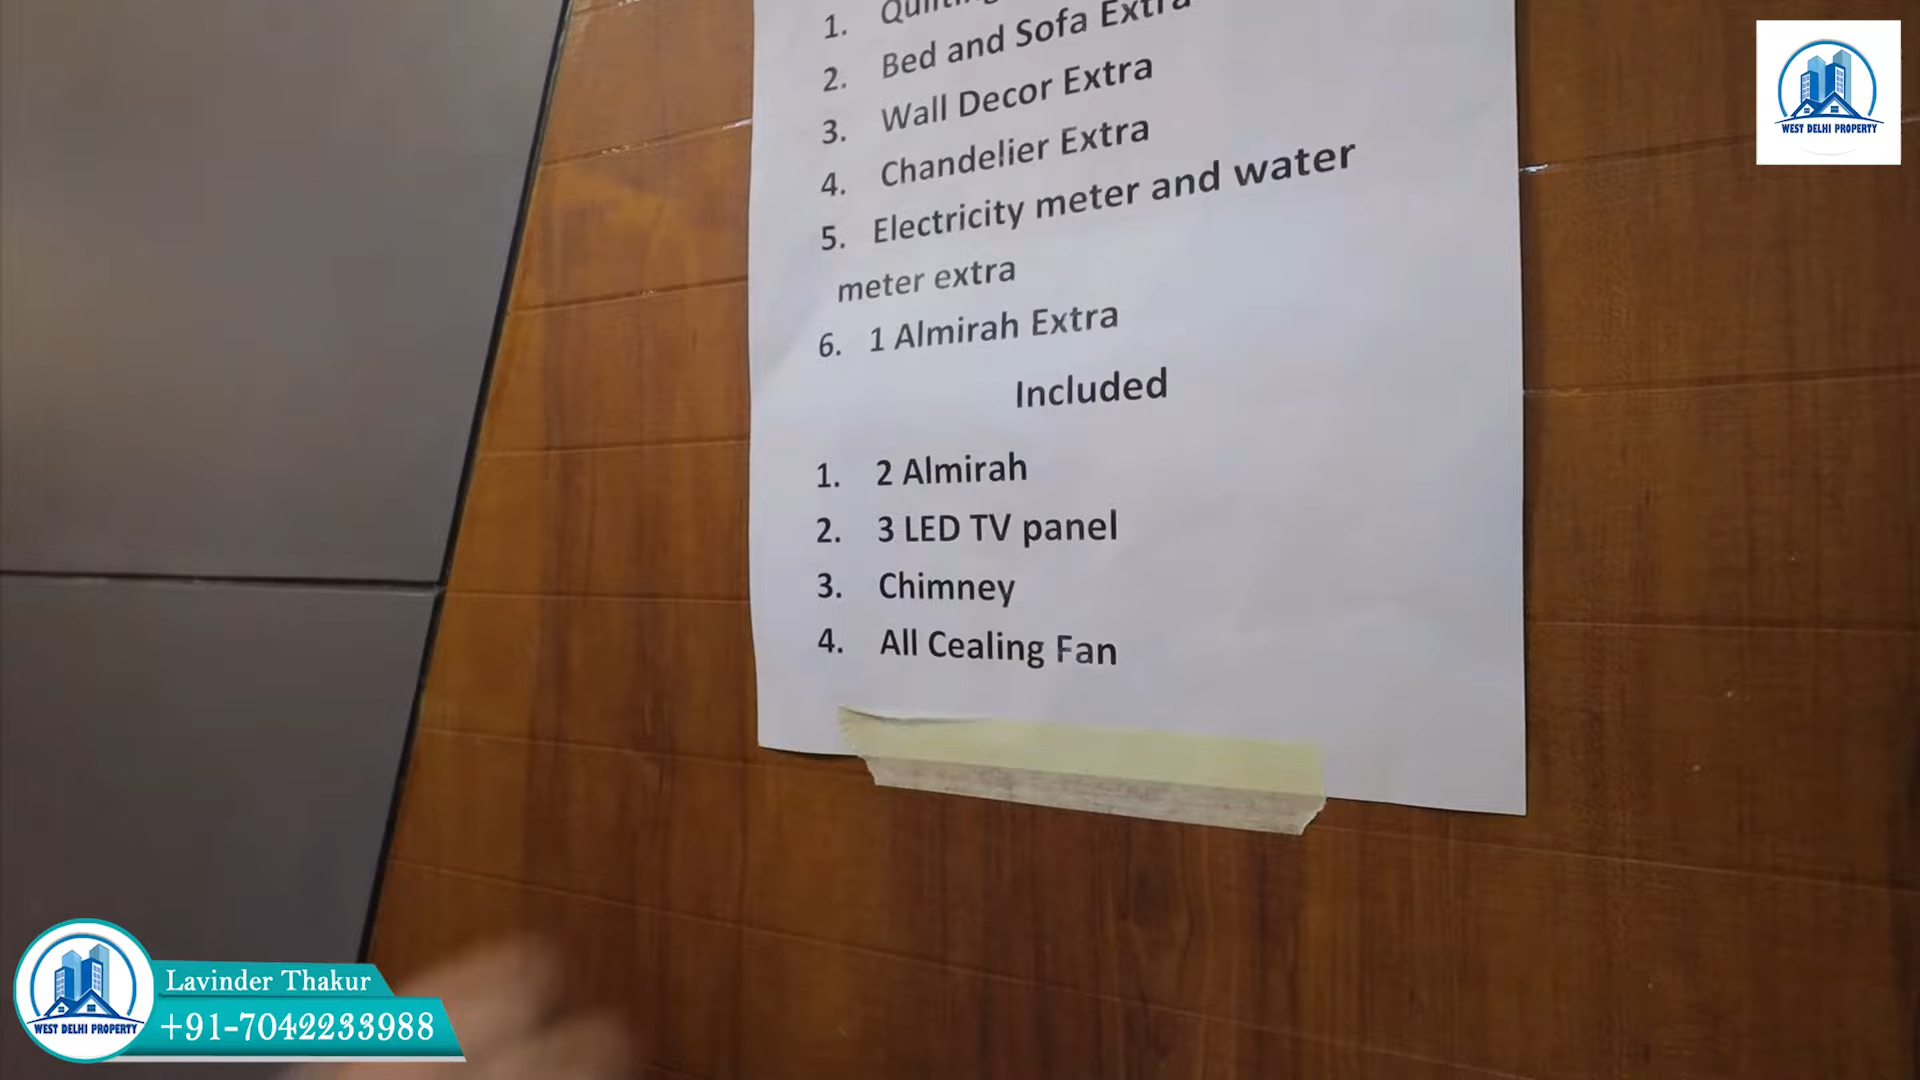 1.
2. Bed and Sofa Extra
3. Wall Decor Extra
4. Chandelier Extra
5. Electricity meter and water
meter extra
6. 1 Almirah Extra
Included
1. 2 Almirah
2. 3 LED TV panel
3. Chimney
4. All Cealing Fan
WEST DELHI PROPERTY
WEST DELHI PROPERTY
Lavinder Thakur
+91-7042233988